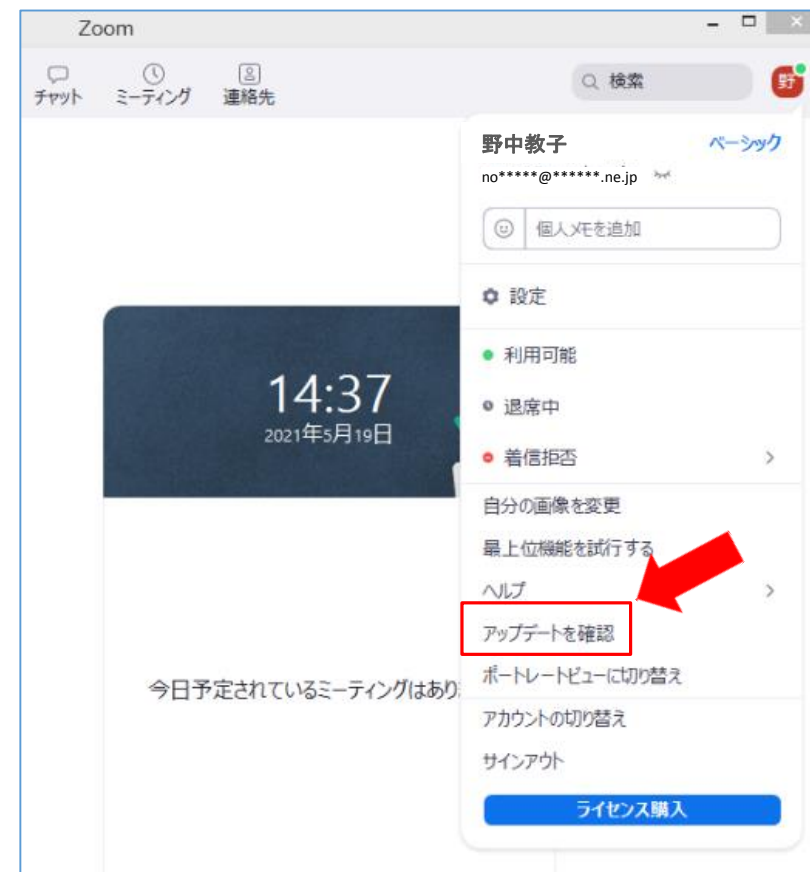 Zoom
チャット ミーティング 連絡先
検索
野
野中教子 ベーシック
no*****@******.ne.jp
個人メモを追加
設定
14:37
2021年5月19日
利用可能
退席中
着信拒否
自分の画像を変更
最上位機能を試行する
ヘルプ
アップデートを確認
ポートレートビューに切り替え
今日予定されているミーティングはあり
アカウントの切り替え
サインアウト
ライセンス購入